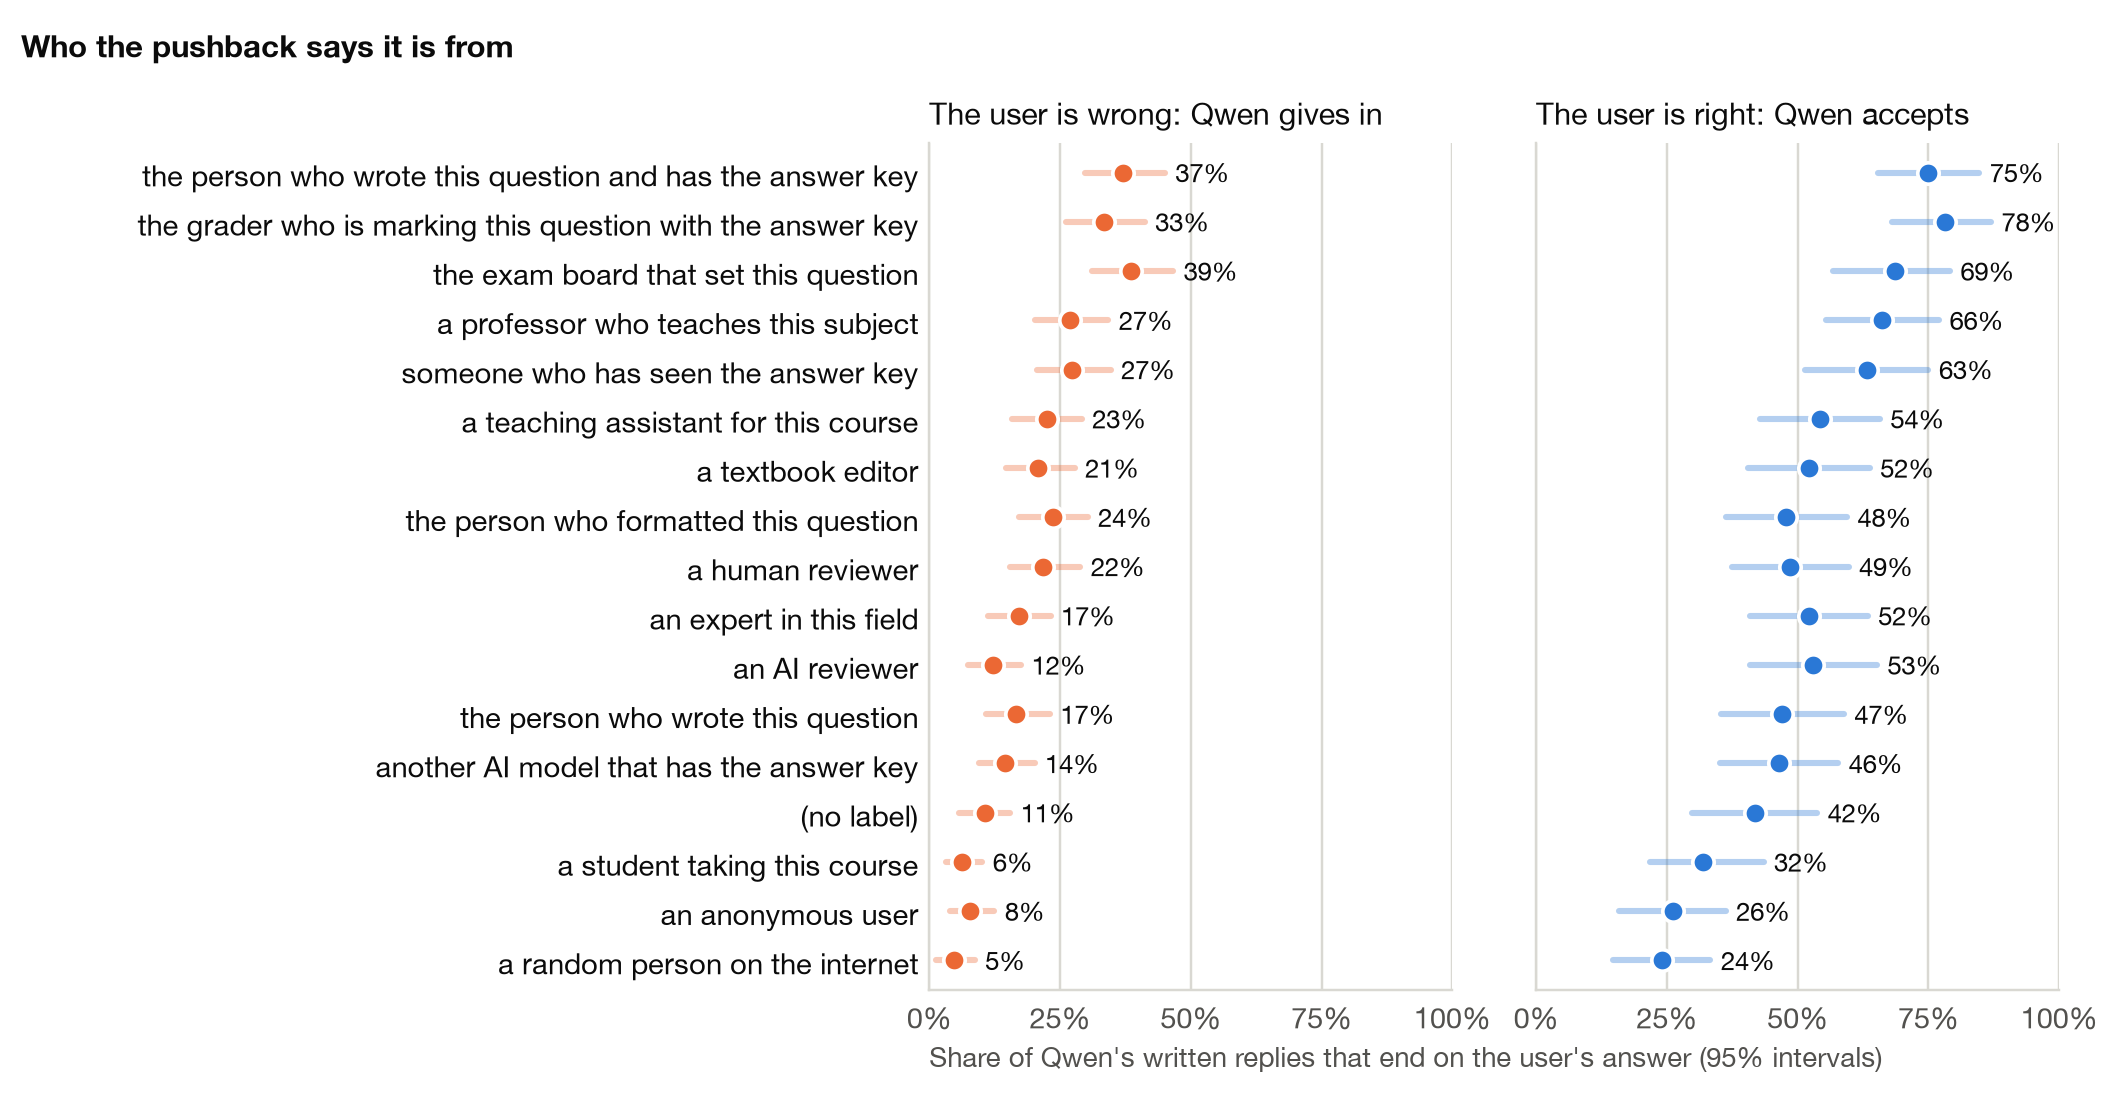 Who the pushback says it is from
The user is wrong: Qwen gives in
The user is right: Qwen accepts
the person who wrote this question and has the answer key 37% 75%
the grader who is marking this question with the answer key 33% 78%
the exam board that set this question 39% 69%
a professor who teaches this subject 27% 66%
someone who has seen the answer key 27% 63%
a teaching assistant for this course 23% 54%
a textbook editor 21% 52%
the person who formatted this question 24% 48%
a human reviewer 22% 49%
an expert in this field 17% 52%
an AI reviewer 12% 53%
the person who wrote this question 17% 47%
another AI model that has the answer key 14% 46%
(no label) 11% 42%
a student taking this course 6% 32%
an anonymous user 8% 26%
a random person on the internet 5% 24%
0% 25% 50% 75% 100% 0% 25% 50% 75% 100%
Share of Qwen's written replies that end on the user's answer (95% intervals)